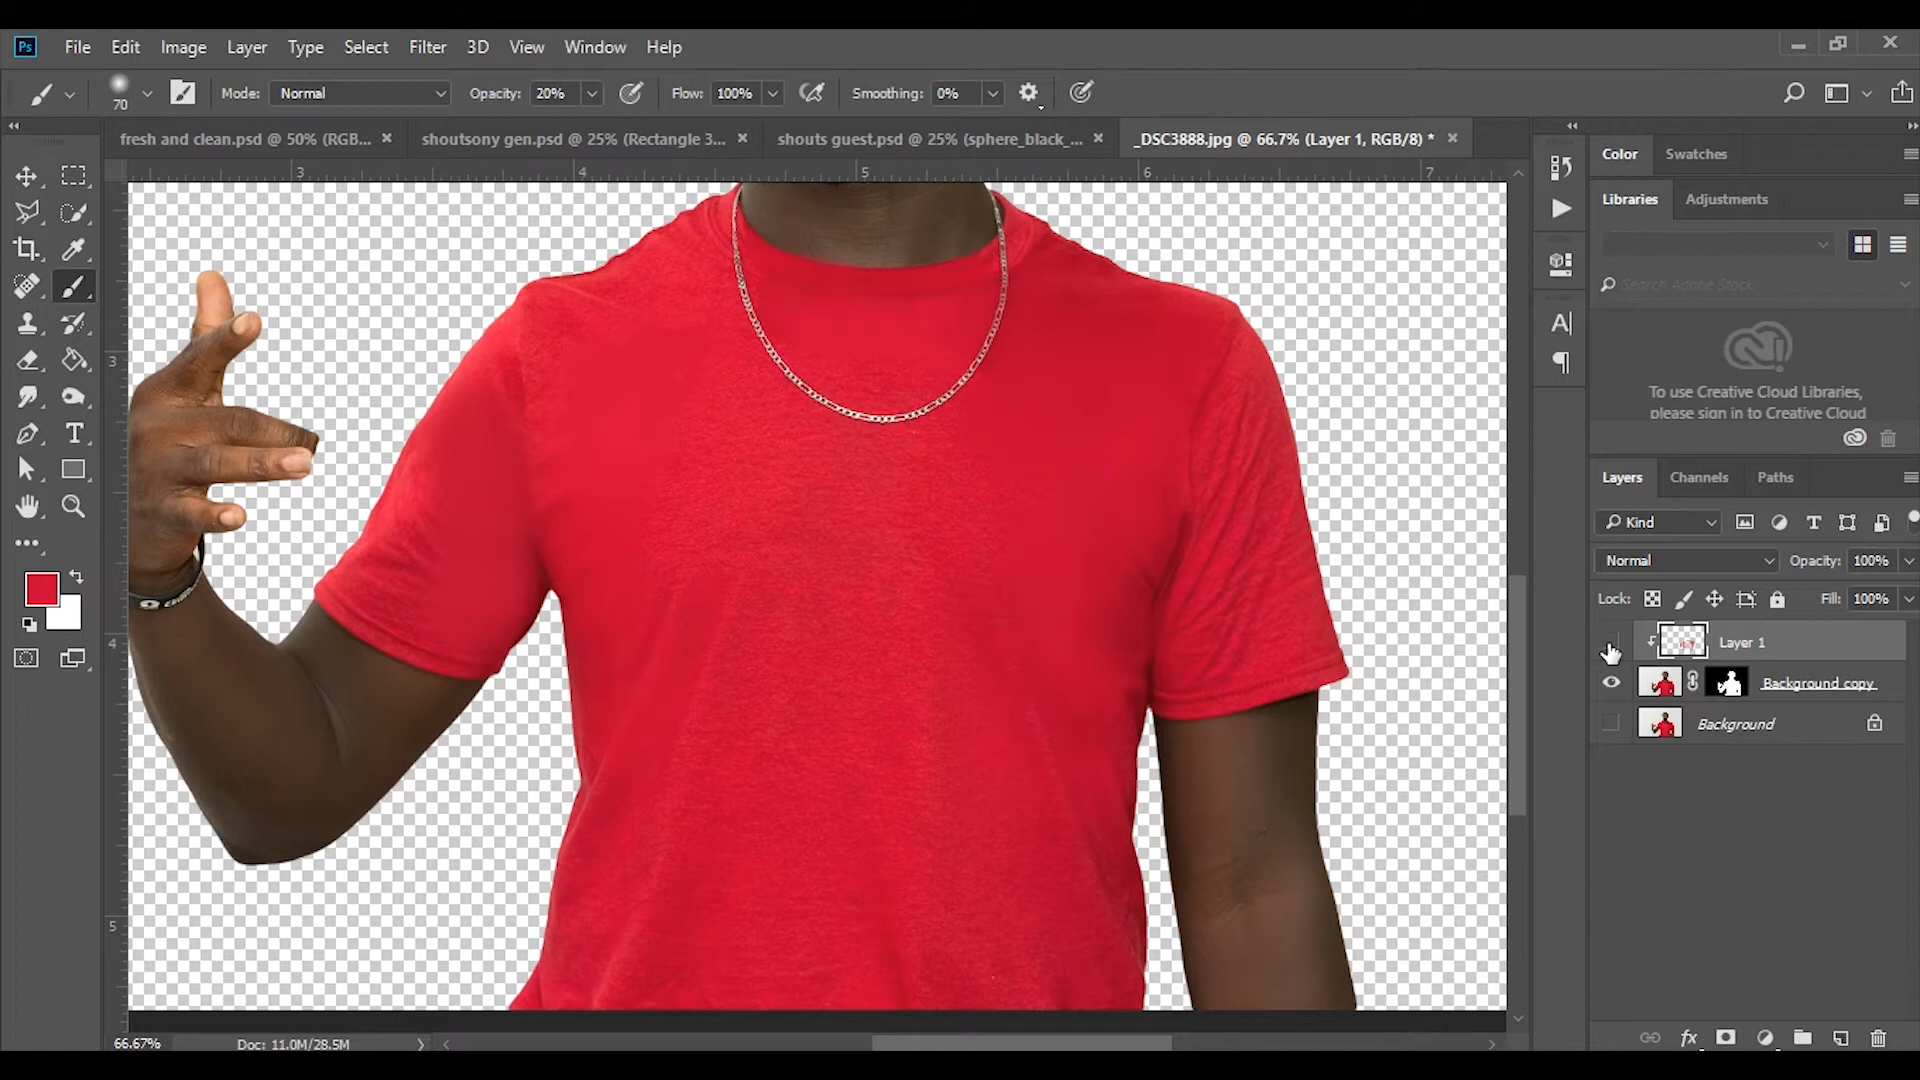 Ps File Edit Image Layer Type Select Filter 3D View Window Help
70 Mode: Normal Opacity: 20% Flow: 100% Smoothing: 0%
fresh and clean.psd @ 50% (RGB... shoutsony gen.psd @ 25% (Rectangle 3... shouts guest.psd @ 25% (sphere_black_... _DSC3888.jpg @ 66.7% (Layer 1, RGB/8) *
3 4 5 6 7
3
4
5
Color Swatches
Libraries Adjustments
Search Adobe Stock
To use Creative Cloud Libraries,
please sign in to Creative Cloud
Layers Channels Paths
Kind
Normal Opacity: 100%
Lock: Fill: 100%
Layer 1
Background copy
Background
66.67% Doc: 11.0M/28.5M